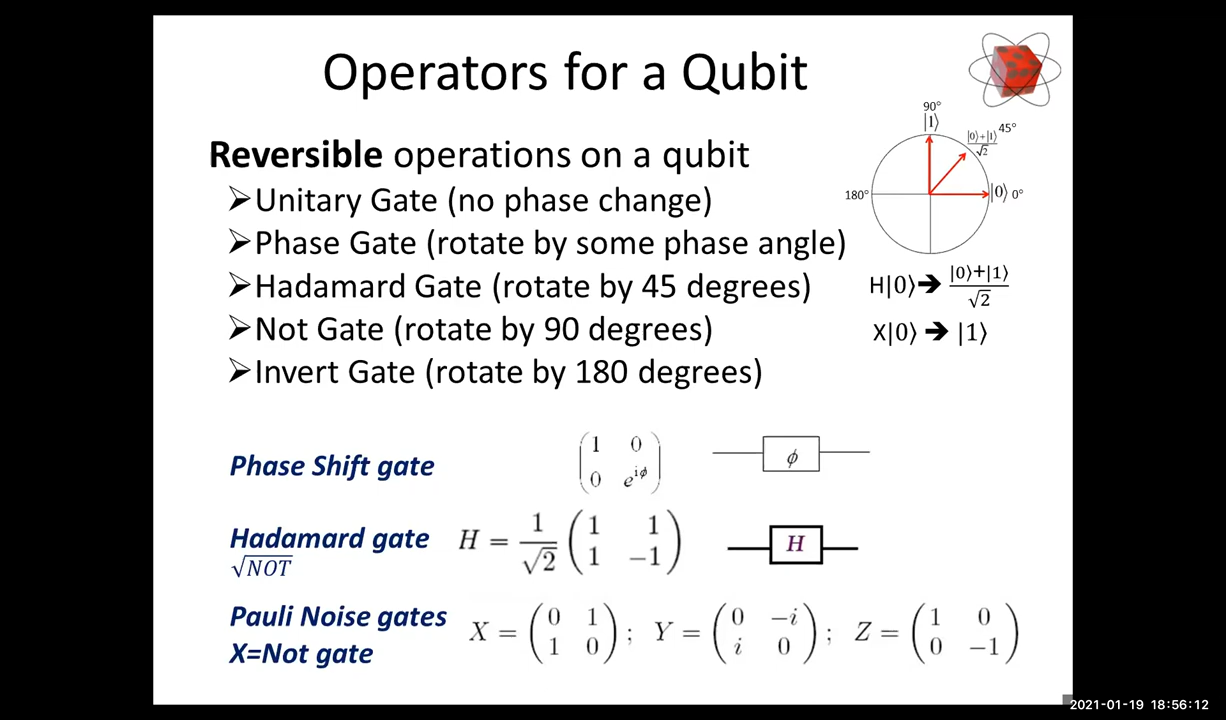 Operators for a Qubit
90°
|1⟩
|0⟩+|1⟩/√2 45°
180°
|0⟩ 0°
Reversible operations on a qubit
➢Unitary Gate (no phase change)
➢Phase Gate (rotate by some phase angle)
➢Hadamard Gate (rotate by 45 degrees)
➢Not Gate (rotate by 90 degrees)
➢Invert Gate (rotate by 180 degrees)
H|0⟩➔ |0⟩+|1⟩/√2
X|0⟩ ➔ |1⟩
Phase Shift gate
1 0
0 e^iϕ
ϕ
Hadamard gate
√NOT
H = 1/√2 (1 1
1 −1)
H
Pauli Noise gates
X=Not gate
X = (0 1
1 0) ; Y = (0 −i
i 0) ; Z = (1 0
0 −1)
2021-01-19 18:56:12